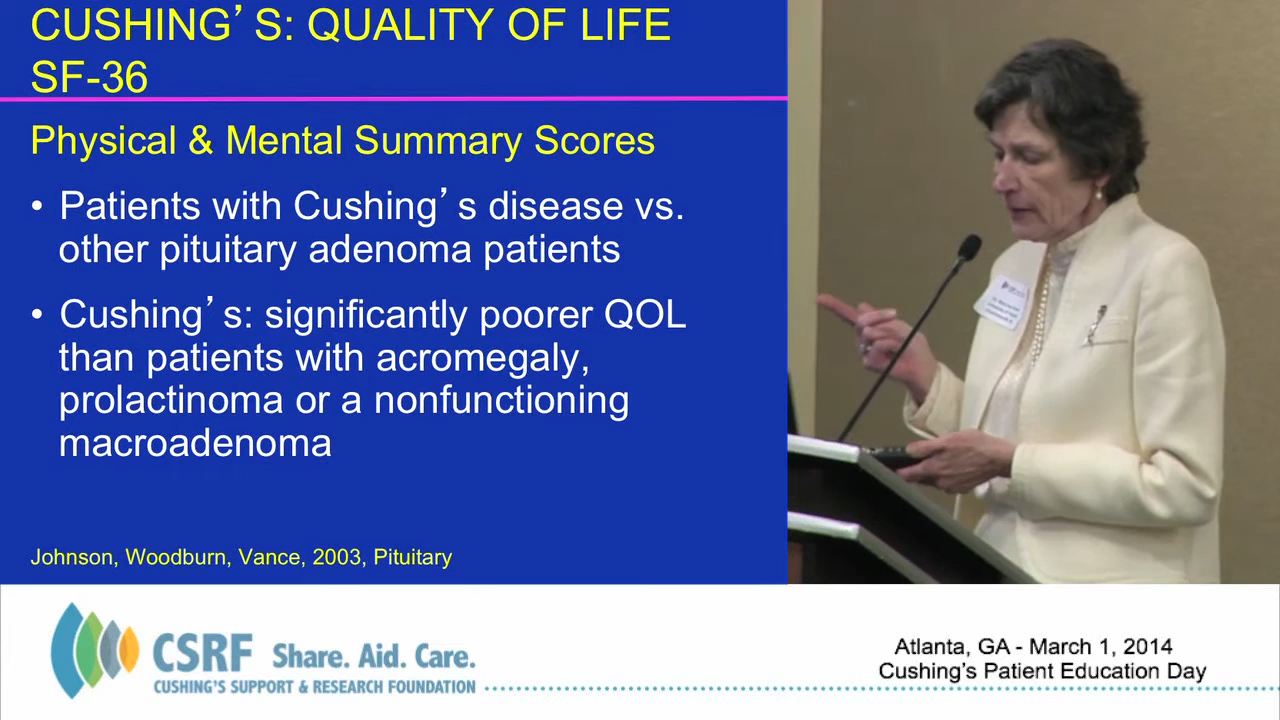 CUSHING’S: QUALITY OF LIFE
SF-36
Physical & Mental Summary Scores
• Patients with Cushing’s disease vs.
other pituitary adenoma patients
• Cushing’s: significantly poorer QOL
than patients with acromegaly,
prolactinoma or a nonfunctioning
macroadenoma
Johnson, Woodburn, Vance, 2003, Pituitary
CSRF Share. Aid. Care.
CUSHING'S SUPPORT & RESEARCH FOUNDATION
Atlanta, GA - March 1, 2014
Cushing's Patient Education Day